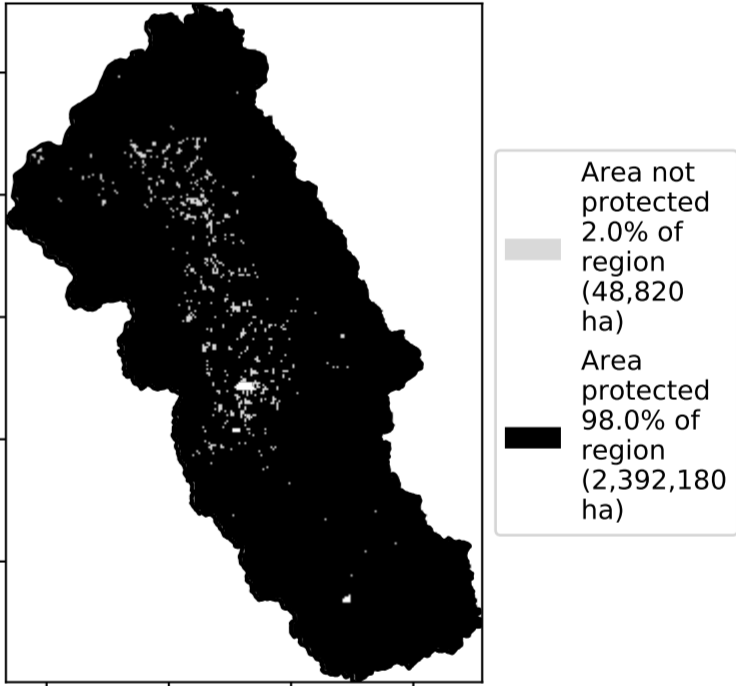 Area not
protected
2.0% of
region
(48,820
ha)
Area
protected
98.0% of
region
(2,392,180
ha)